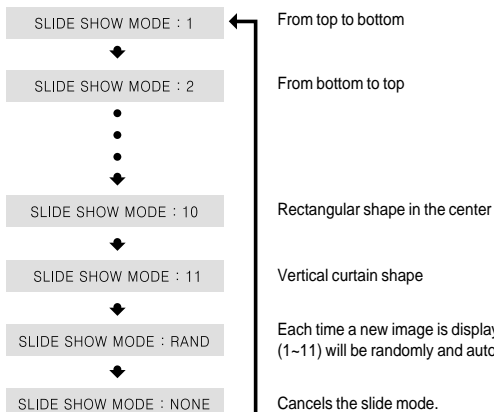 SLIDE SHOW MODE : 1
From top to bottom
SLIDE SHOW MODE : 2
From bottom to top
SLIDE SHOW MODE : 10
Rectangular shape in the center
SLIDE SHOW MODE : 11
Vertical curtain shape
SLIDE SHOW MODE : RAND
Each time a new image is display
(1~11) will be randomly and auto
SLIDE SHOW MODE : NONE
Cancels the slide mode.